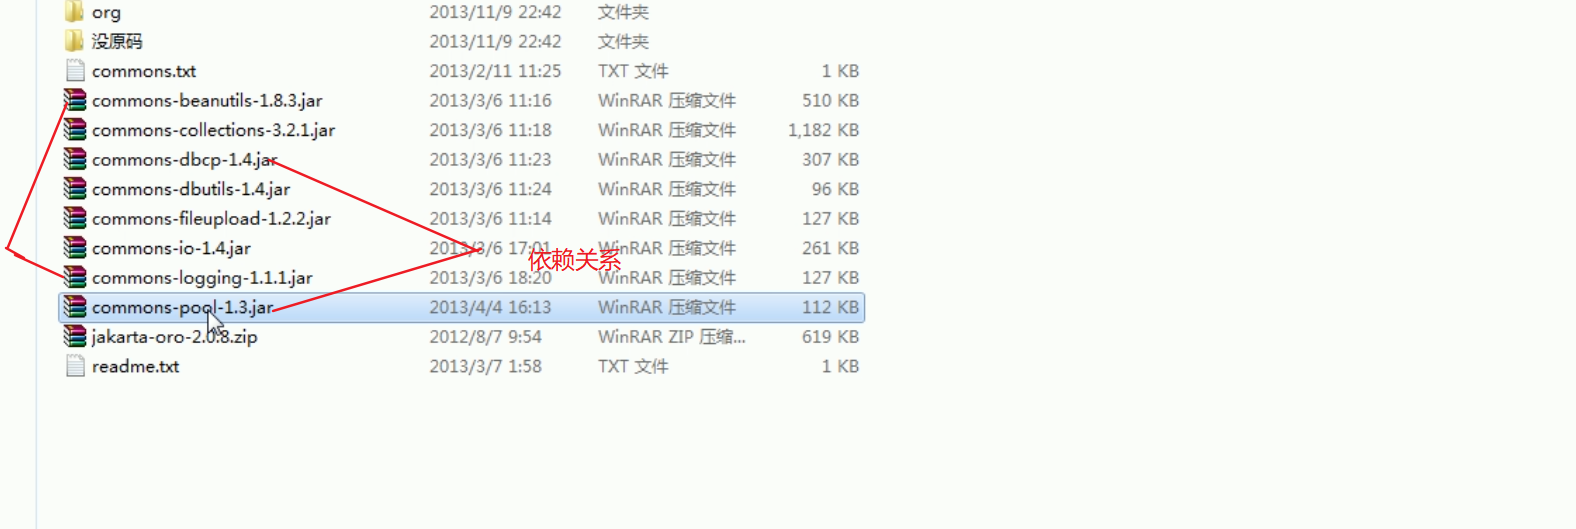 org 2013/11/9 22:42 文件夹
没原码 2013/11/9 22:42 文件夹
commons.txt 2013/2/11 11:25 TXT 文件 1 KB
commons-beanutils-1.8.3.jar 2013/3/6 11:16 WinRAR 压缩文件 510 KB
commons-collections-3.2.1.jar 2013/3/6 11:18 WinRAR 压缩文件 1,182 KB
commons-dbcp-1.4.jar 2013/3/6 11:23 WinRAR 压缩文件 307 KB
commons-dbutils-1.4.jar 2013/3/6 11:24 WinRAR 压缩文件 96 KB
commons-fileupload-1.2.2.jar 2013/3/6 11:14 WinRAR 压缩文件 127 KB
commons-io-1.4.jar 2013/3/6 17:01 WinRAR 压缩文件 261 KB
依赖关系
commons-logging-1.1.1.jar 2013/3/6 18:20 WinRAR 压缩文件 127 KB
commons-pool-1.3.jar 2013/4/4 16:13 WinRAR 压缩文件 112 KB
jakarta-oro-2.0.8.zip 2012/8/7 9:54 WinRAR ZIP 压缩... 619 KB
readme.txt 2013/3/7 1:58 TXT 文件 1 KB